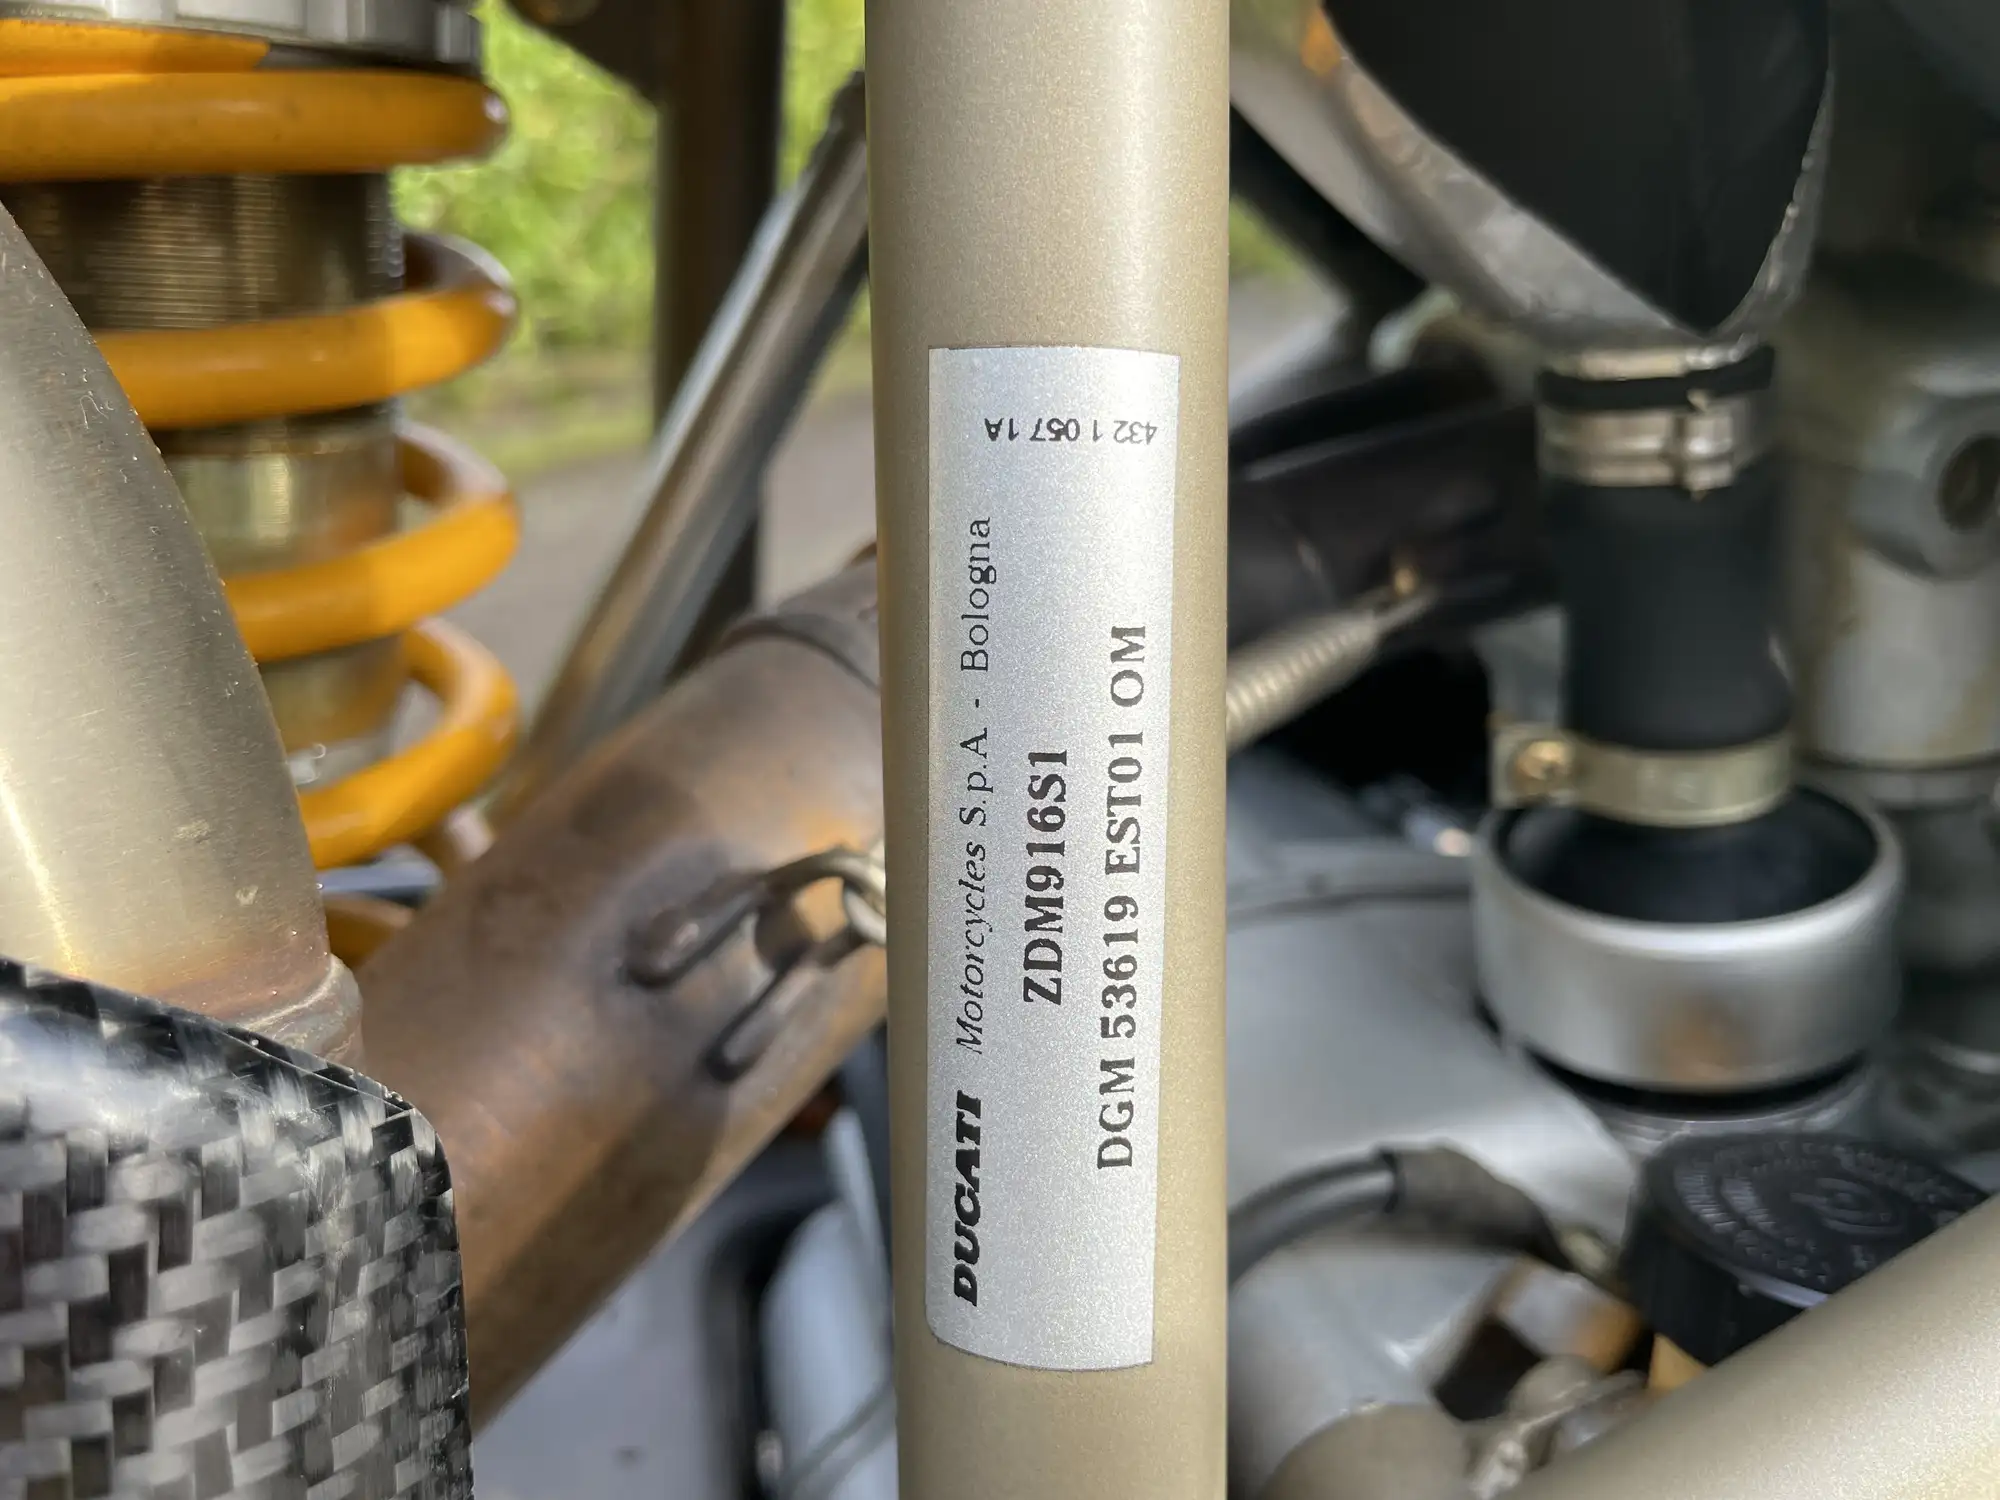 DUCATI Motorcycles S.p.A - Bologna
ZDM916S1
DGM 53619 EST01 OM
432 1 057 1A